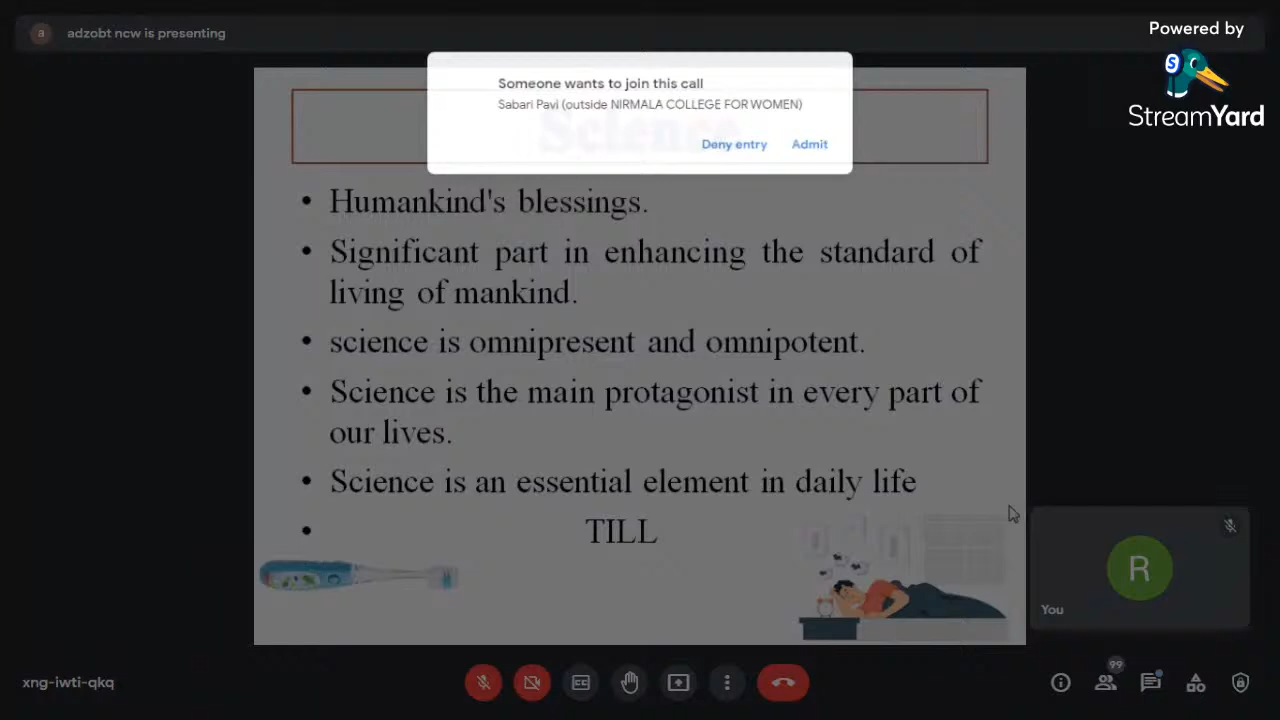 a adzobt ncw is presenting
Powered by
StreamYard
Someone wants to join this call
Sabari Pavi (outside NIRMALA COLLEGE FOR WOMEN)
Deny entry Admit
Science
• Humankind's blessings.
• Significant part in enhancing the standard of
living of mankind.
• science is omnipresent and omnipotent.
• Science is the main protagonist in every part of
our lives.
• Science is an essential element in daily life
• TILL
R
You
xng-iwti-qkq
99